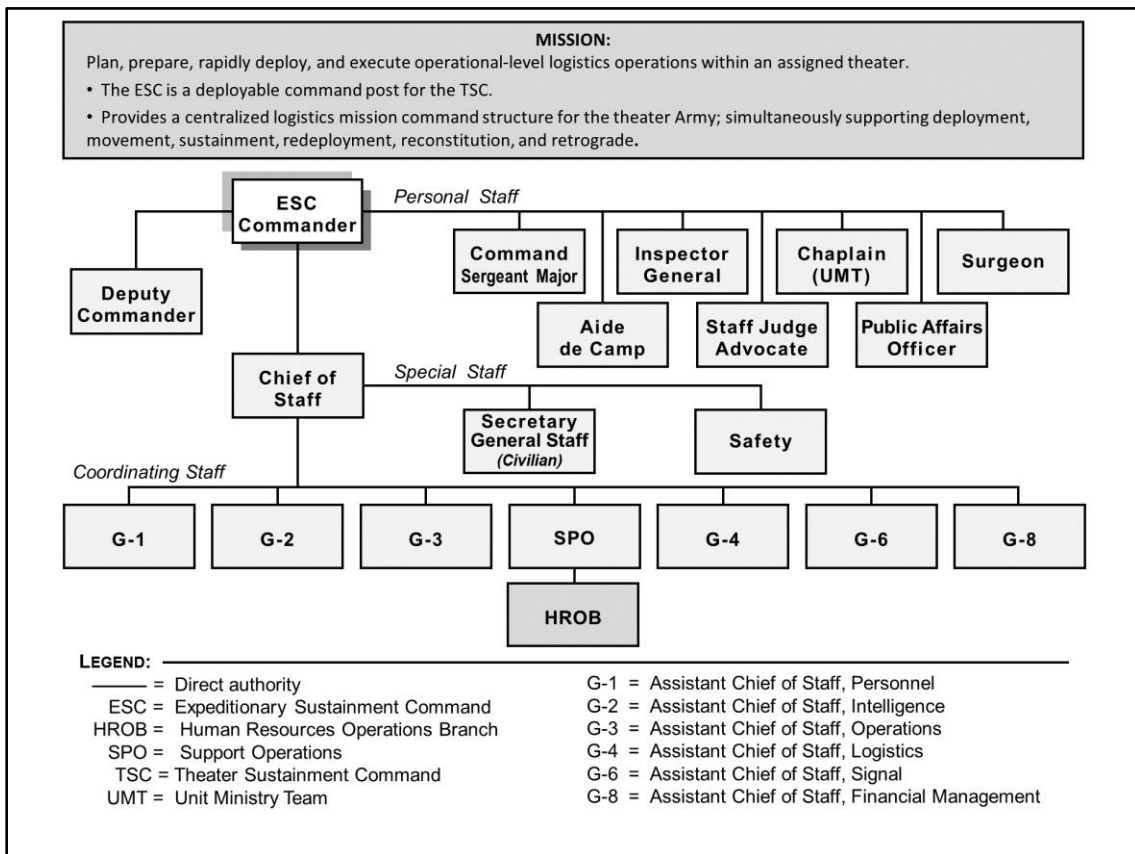 MISSION:
Plan, prepare, rapidly deploy, and execute operational-level logistics operations within an assigned theater.
• The ESC is a deployable command post for the TSC.
• Provides a centralized logistics mission command structure for the theater Army; simultaneously supporting deployment,
movement, sustainment, redeployment, reconstitution, and retrograde.
ESC
Commander
Personal Staff
Deputy
Commander
Command
Sergeant Major
Inspector
General
Chaplain
(UMT)
Surgeon
Aide
de Camp
Staff Judge
Advocate
Public Affairs
Officer
Chief of
Staff
Special Staff
Secretary
General Staff
(Civilian)
Safety
Coordinating Staff
G-1
G-2
G-3
SPO
G-4
G-6
G-8
HROB
LEGEND:
= Direct authority
ESC = Expeditionary Sustainment Command
HROB = Human Resources Operations Branch
SPO = Support Operations
TSC = Theater Sustainment Command
UMT = Unit Ministry Team
G-1 = Assistant Chief of Staff, Personnel
G-2 = Assistant Chief of Staff, Intelligence
G-3 = Assistant Chief of Staff, Operations
G-4 = Assistant Chief of Staff, Logistics
G-6 = Assistant Chief of Staff, Signal
G-8 = Assistant Chief of Staff, Financial Management